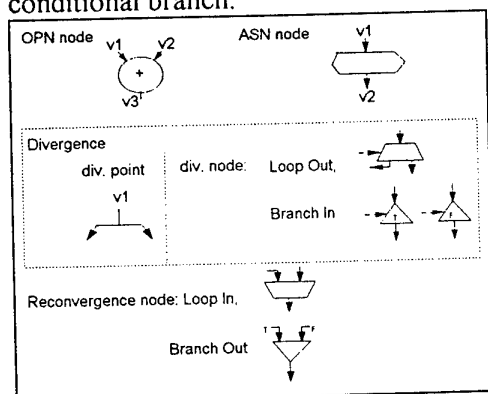 conditional branch.
OPN node ASN node
v1 v2 v1
+
v3 v2
Divergence
div. point div. node: Loop Out,
v1
Branch In T F
Reconvergence node: Loop In,
T F
Branch Out